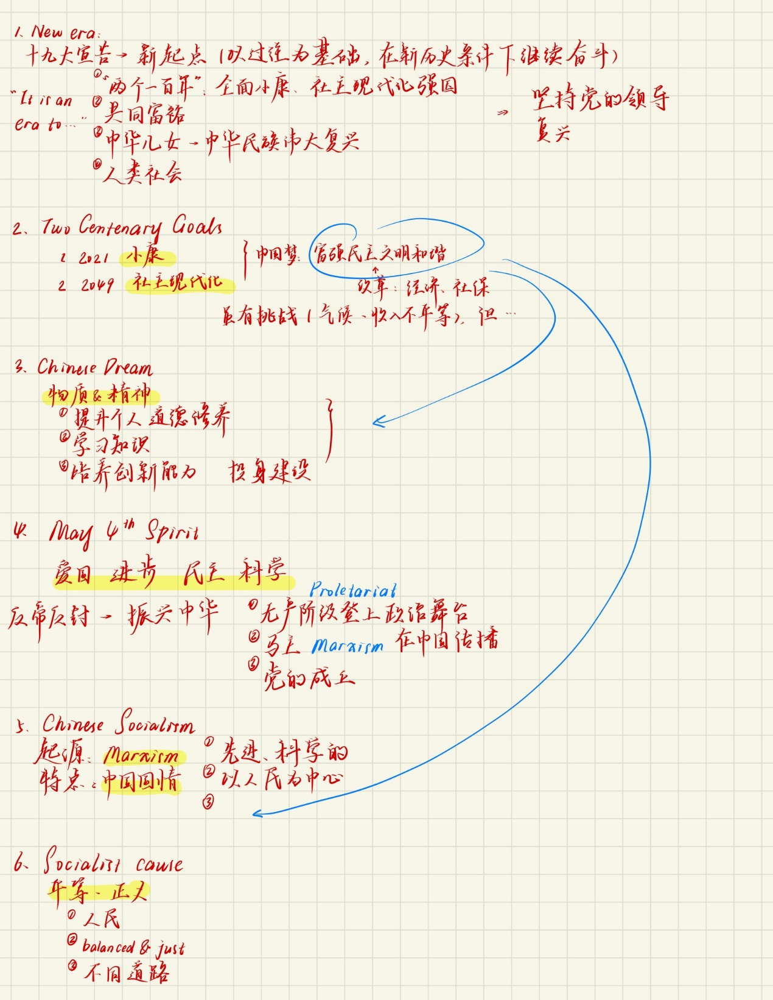 1、New era:
十九大宣告→新起点（以过往为基础，在新历史条件下继续奋斗）
①"两个一百年"：全面小康、社主现代化强国
"It is an era to…"
②共同富裕
③中华儿女→中华民族伟大复兴
④人类社会
⇒ 坚持党的领导
复兴
2、Two Centenary Goals
1 2021 小康
2 2049 社主现代化
中国梦：富强民主文明和谐
↑
改革：经济、社保
虽有挑战（气候、收入不平等），但…
3、Chinese Dream
物质&精神
①提升个人道德修养
②学习知识
③培养创新能力 投身建设
4. May 4th Spirit
爱国 进步 民主 科学
反帝反封→振兴中华
Proletariat
①无产阶级登上政治舞台
②马主 Marxism 在中国传播
③党的成立
5. Chinese Socialism
起源：Marxism
特点：中国国情
①先进、科学的
②以人民为中心
③
6、Socialist cause
平等、正义
①人民
②balanced & just
③不同道路